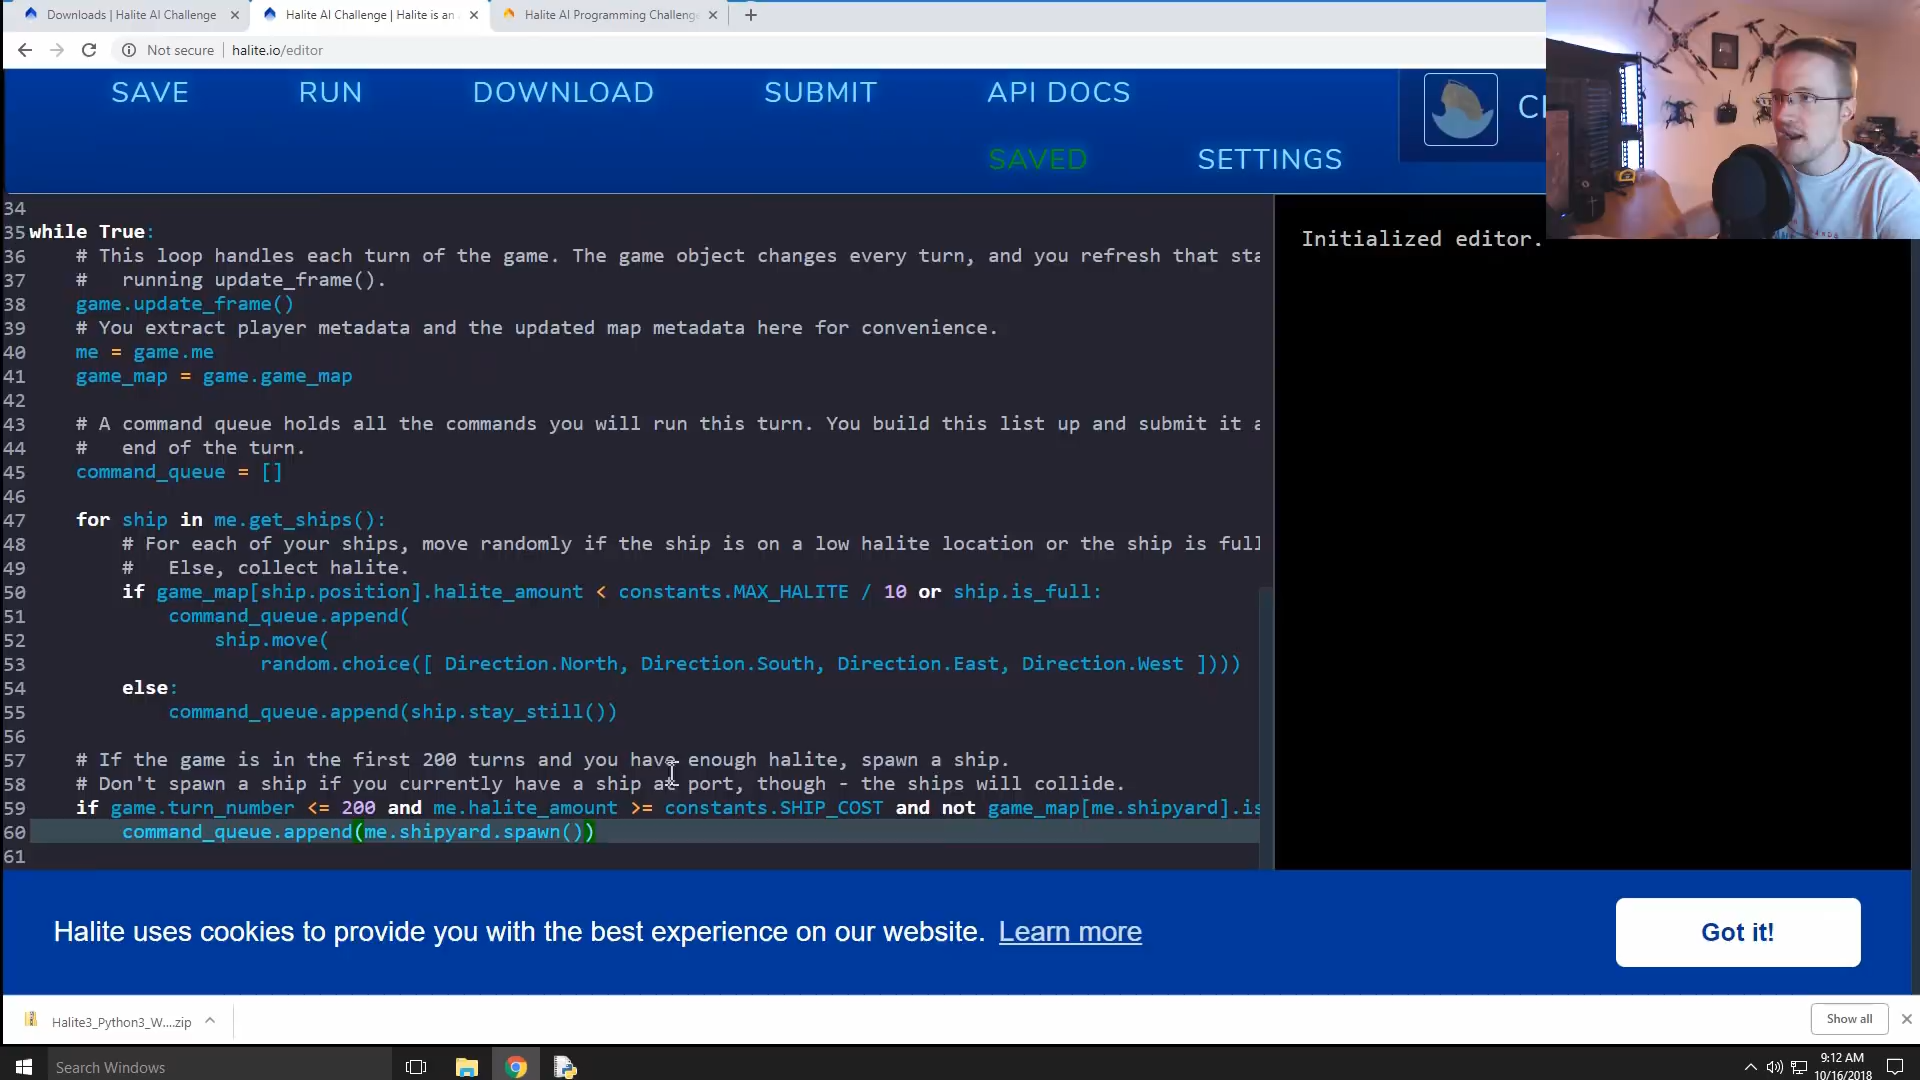 Downloads | Halite AI Challenge
Halite AI Challenge | Halite is an
Halite AI Programming Challeng
Not secure
halite.io/editor
SAVE
RUN
DOWNLOAD
SUBMIT
API DOCS
SAVED
SETTINGS
34
35 while True:
36 # This loop handles each turn of the game. The game object changes every turn, and you refresh that sta
37 #   running update_frame().
38 game.update_frame()
39 # You extract player metadata and the updated map metadata here for convenience.
40 me = game.me
41 game_map = game.game_map
42
43 # A command queue holds all the commands you will run this turn. You build this list up and submit it a
44 #   end of the turn.
45 command_queue = []
46
47 for ship in me.get_ships():
48 # For each of your ships, move randomly if the ship is on a low halite location or the ship is full
49 #   Else, collect halite.
50 if game_map[ship.position].halite_amount < constants.MAX_HALITE / 10 or ship.is_full:
51 command_queue.append(
52 ship.move(
53 random.choice([ Direction.North, Direction.South, Direction.East, Direction.West ])))
54 else:
55 command_queue.append(ship.stay_still())
56
57 # If the game is in the first 200 turns and you have enough halite, spawn a ship.
58 # Don't spawn a ship if you currently have a ship at port, though - the ships will collide.
59 if game.turn_number <= 200 and me.halite_amount >= constants.SHIP_COST and not game_map[me.shipyard].is
60 command_queue.append(me.shipyard.spawn())
61
Initialized editor.
Halite uses cookies to provide you with the best experience on our website. Learn more
Got it!
Halite3_Python3_W....zip
Show all
Search Windows
9:12 AM
10/16/2018